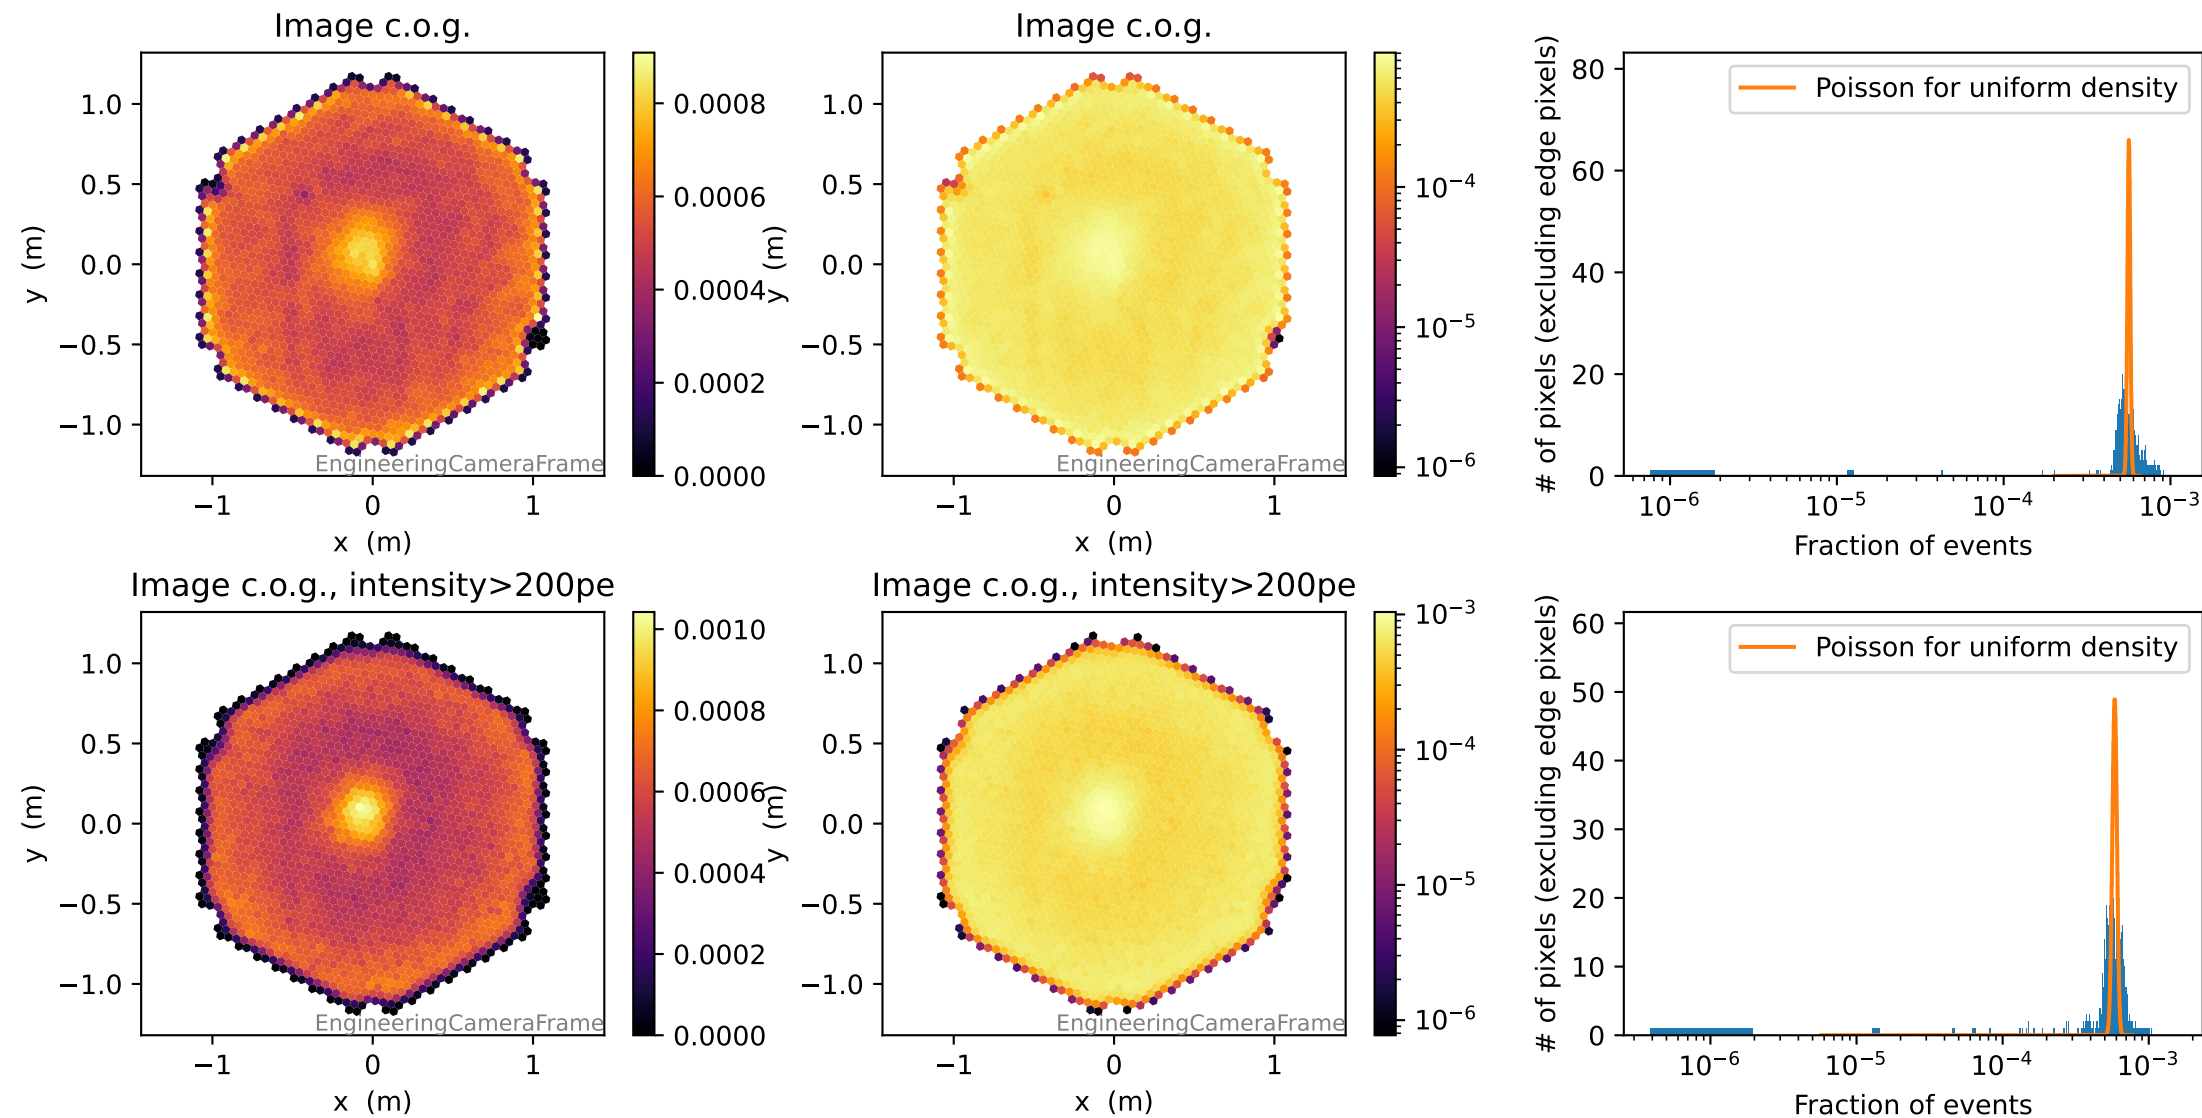 Image c.o.g.
1.0
0.5
0.0
−0.5
−1.0
y (m)
−1 0 1
x (m)
EngineeringCameraFrame
0.0008
0.0006
0.0004
0.0002
0.0000
Image c.o.g.
1.0
0.5
0.0
−0.5
−1.0
y (m)
−1 0 1
x (m)
EngineeringCameraFrame
10−4
10−5
10−6
# of pixels (excluding edge pixels)
80
60
40
20
0
Poisson for uniform density
10−6 10−5 10−4 10−3
Fraction of events
Image c.o.g., intensity>200pe
1.0
0.5
0.0
−0.5
−1.0
y (m)
−1 0 1
x (m)
EngineeringCameraFrame
0.0010
0.0008
0.0006
0.0004
0.0002
0.0000
Image c.o.g., intensity>200pe
1.0
0.5
0.0
−0.5
−1.0
y (m)
−1 0 1
x (m)
EngineeringCameraFrame
10−3
10−4
10−5
10−6
# of pixels (excluding edge pixels)
60
50
40
30
20
10
0
Poisson for uniform density
10−6 10−5 10−4 10−3
Fraction of events